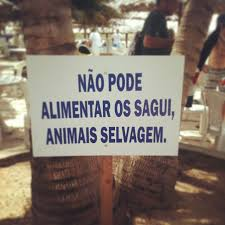 NÃO PODE
ALIMENTAR OS SAGUI,
ANIMAIS SELVAGEM.